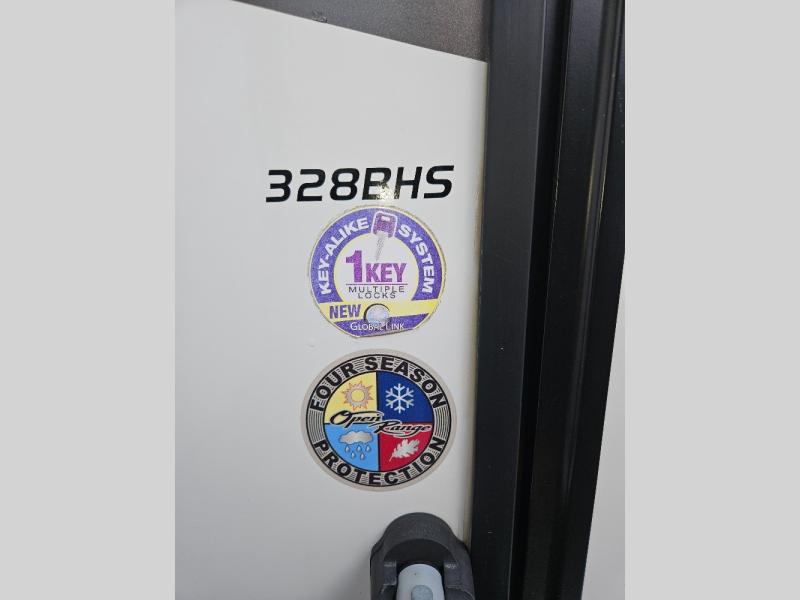 328BHS
KEY-ALIKE SYSTEM
1KEY
MULTIPLE
LOCKS
NEW
GLOBAL LINK
FOUR SEASON
Open Range
PROTECTION